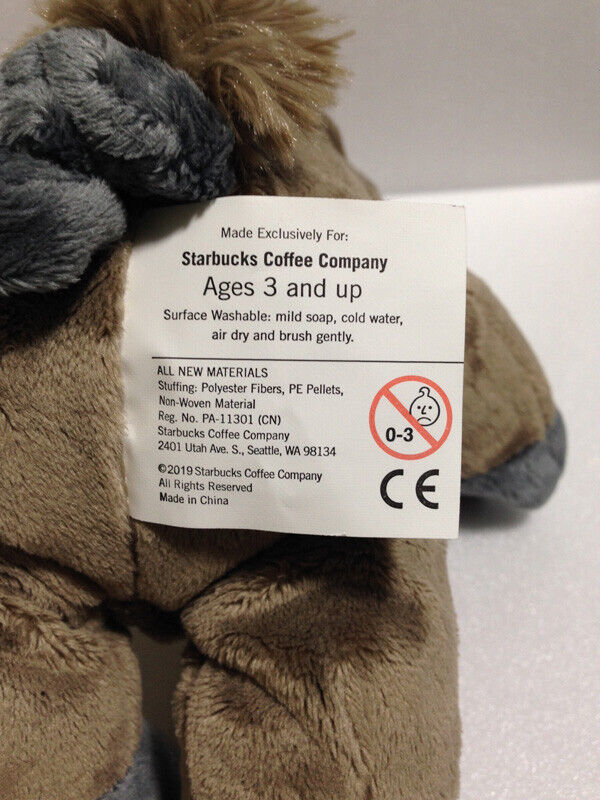 Made Exclusively For:
Starbucks Coffee Company
Ages 3 and up
Surface Washable: mild soap, cold water,
air dry and brush gently.
ALL NEW MATERIALS
Stuffing: Polyester Fibers, PE Pellets,
Non-Woven Material
Reg. No. PA-11301 (CN)
Starbucks Coffee Company
2401 Utah Ave. S., Seattle, WA 98134
©2019 Starbucks Coffee Company
All Rights Reserved
Made in China
0-3
CE